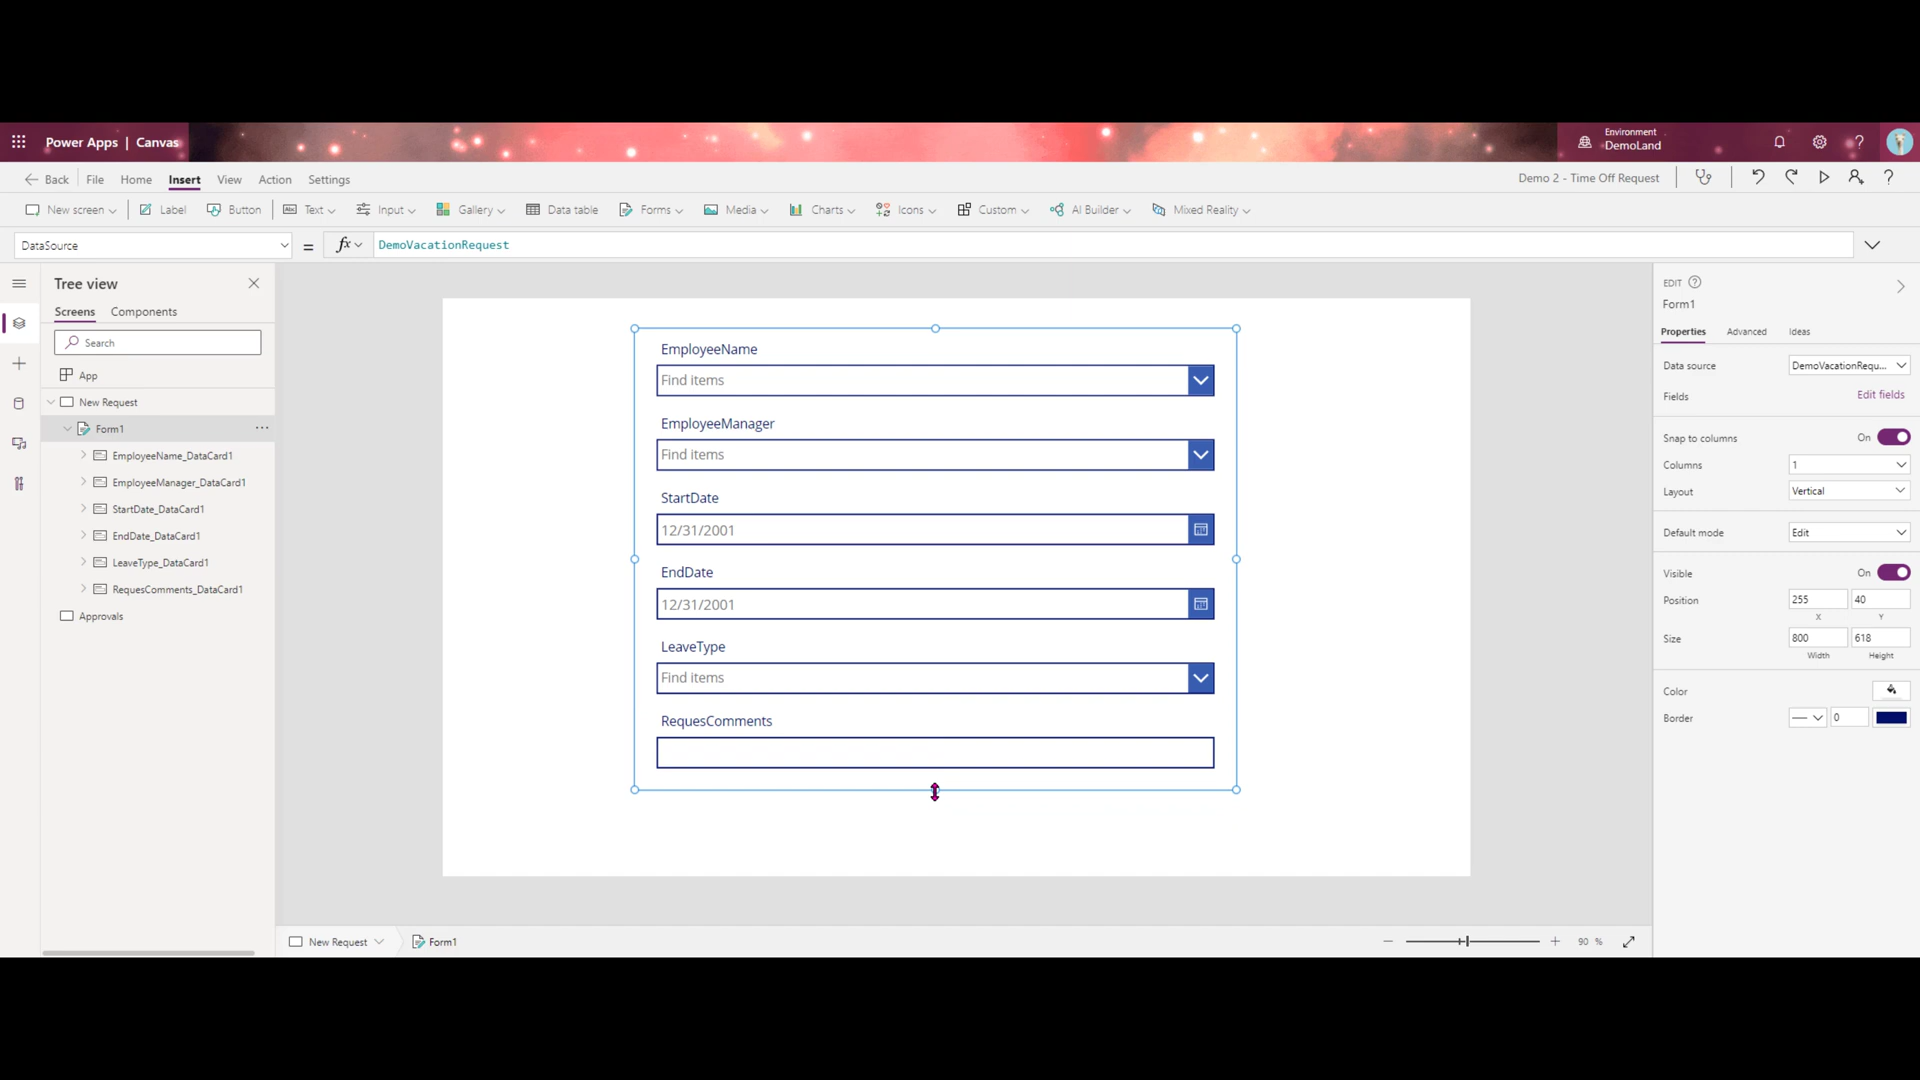 Power Apps | Canvas
Environment
DemoLand
Back File Home Insert View Action Settings
Demo 2 - Time Off Request
New screen Label Button Text Input Gallery Data table Forms Media Charts Icons Custom AI Builder Mixed Reality
DataSource = fx DemoVacationRequest
Tree view
Screens Components
Search
App
New Request
Form1
EmployeeName_DataCard1
EmployeeManager_DataCard1
StartDate_DataCard1
EndDate_DataCard1
LeaveType_DataCard1
RequesComments_DataCard1
Approvals
EmployeeName
Find items
EmployeeManager
Find items
StartDate
12/31/2001
EndDate
12/31/2001
LeaveType
Find items
RequesComments
EDIT
Form1
Properties Advanced Ideas
Data source DemoVacationRequ...
Fields Edit fields
Snap to columns On
Columns 1
Layout Vertical
Default mode Edit
Visible On
Position 255 40
X Y
Size 800 618
Width Height
Color
Border 0
New Request Form1
90 %